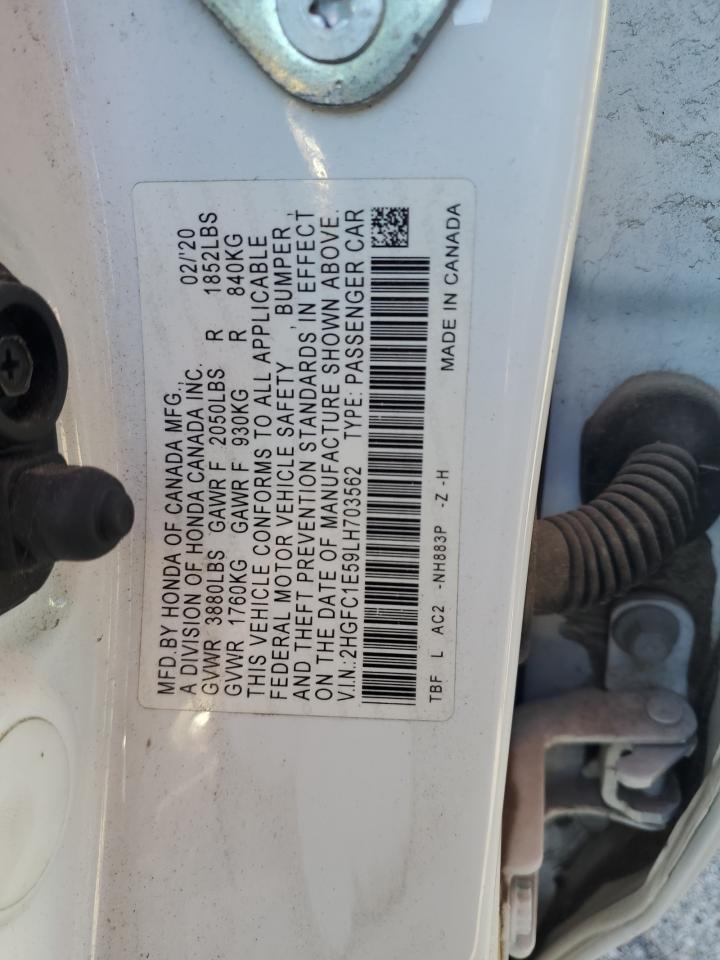 MFD.BY HONDA OF CANADA MFG., 02/'20
A DIVISION OF HONDA CANADA INC.
GVWR 3880LBS GAWR F 2050LBS R 1852LBS
GVWR 1760KG GAWR F 930KG R 840KG
THIS VEHICLE CONFORMS TO ALL APPLICABLE
FEDERAL MOTOR VEHICLE SAFETY , BUMPER ,
AND THEFT PREVENTION STANDARDS IN EFFECT
ON THE DATE OF MANUFACTURE SHOWN ABOVE.
V.I.N.:2HGFC1E59LH703562 TYPE: PASSENGER CAR
TBF L AC2 -NH883P -Z -H MADE IN CANADA